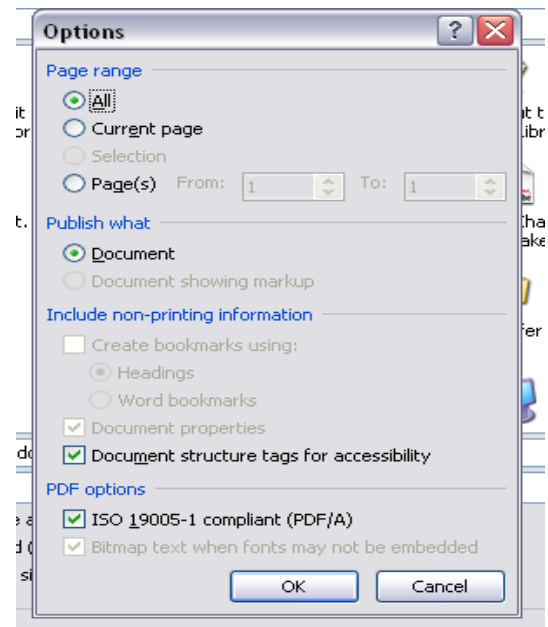 Options
Page range
All
it
Current page
or
Selection
Page(s) From: 1 To: 1
t.
Publish what
Document
Document showing markup
Include non-printing information
Create bookmarks using:
Headings
Word bookmarks
Document properties
Document structure tags for accessibility
PDF options
ISO 19005-1 compliant (PDF/A)
Bitmap text when fonts may not be embedded
OK Cancel